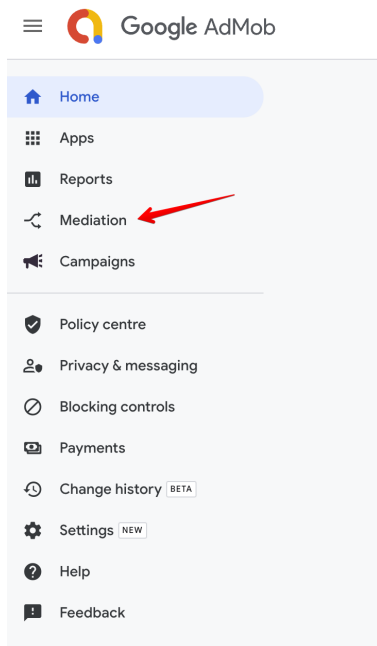 Google AdMob
Home
Apps
Reports
Mediation
Campaigns
Policy centre
Privacy & messaging
Blocking controls
Payments
Change history BETA
Settings NEW
Help
Feedback